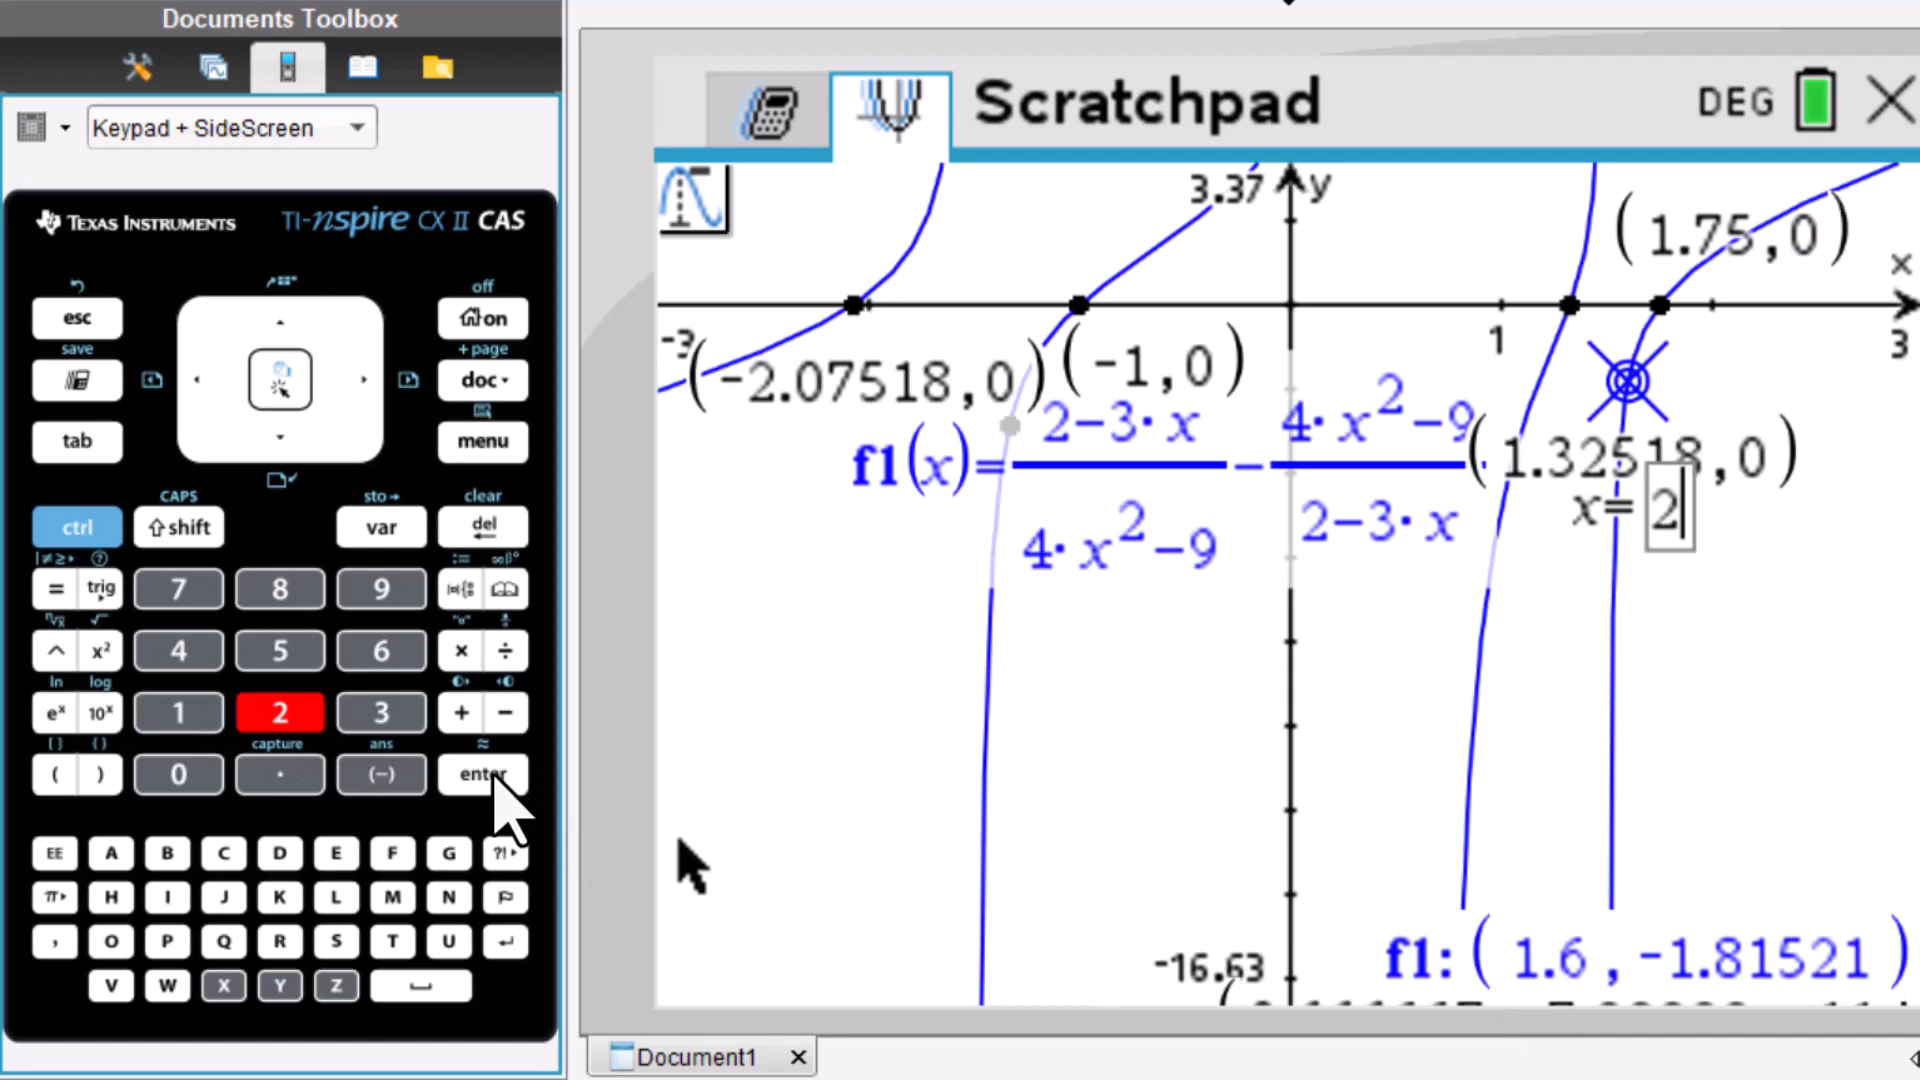 Documents Toolbox
Keypad + SideScreen
TEXAS INSTRUMENTS TI-nspire CX II CAS
off
esc on
save + page
doc
tab menu
CAPS sto→ clear
ctrl ⇧shift var del
|≠≥▸ ? := ∞β°
= trig 7 8 9
ⁿ√x √ "□"
^ x² 4 5 6 × ÷
ln log
eˣ 10ˣ 1 2 3 + −
[ ] { } capture ans ≈
( ) 0 . (−) enter
EE A B C D E F G ?!▸
π▸ H I J K L M N
, O P Q R S T U ↵
V W X Y Z
Scratchpad DEG
3.37 y
(1.75,0)
x
-3 1 3
(-2.07518,0) (-1,0)
f1(x)= (2−3·x)/(4·x²−9) − (4·x²−9)/(2−3·x)
(1.32518,0)
x= 2
-16.63
f1: (1.6, -1.81521)
Document1